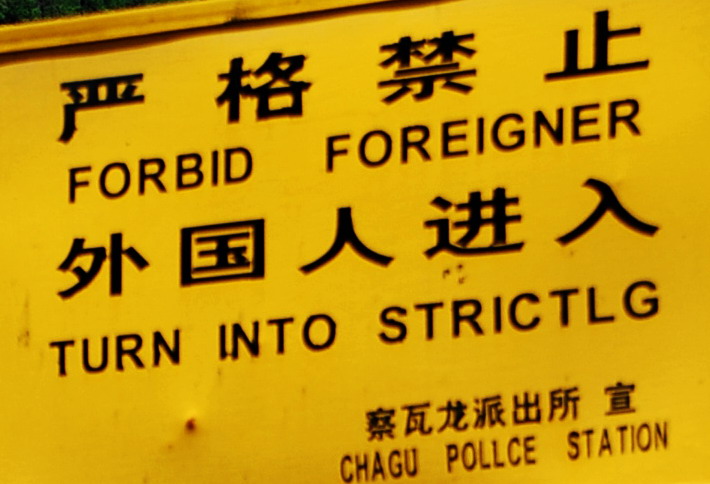 严格禁止
FORBID FOREIGNER
外国人进入
TURN INTO STRICTLG
察瓦龙派出所 宣
CHAGU POLLCE STATION